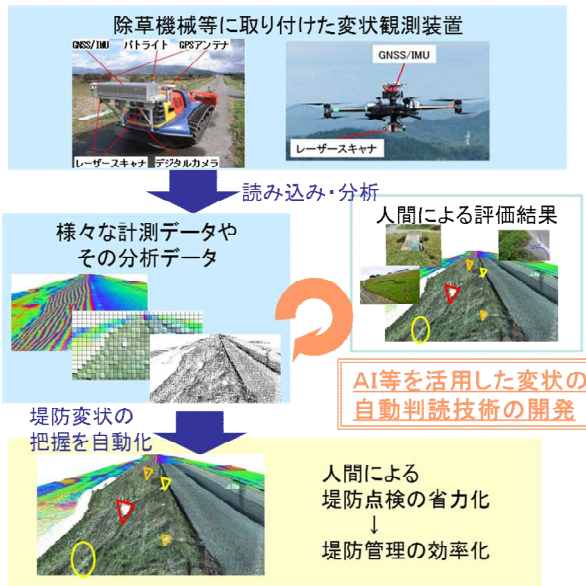 除草機械等に取り付けた変状観測装置
GNSS/IMU パトライト GPSアンテナ
GNSS/IMU
レーザースキャナ デジタルカメラ
レーザースキャナ
読み込み・分析
様々な計測データや
その分析データ
人間による評価結果
AI等を活用した変状の
自動判読技術の開発
堤防変状の
把握を自動化
人間による
堤防点検の省力化
↓
堤防管理の効率化